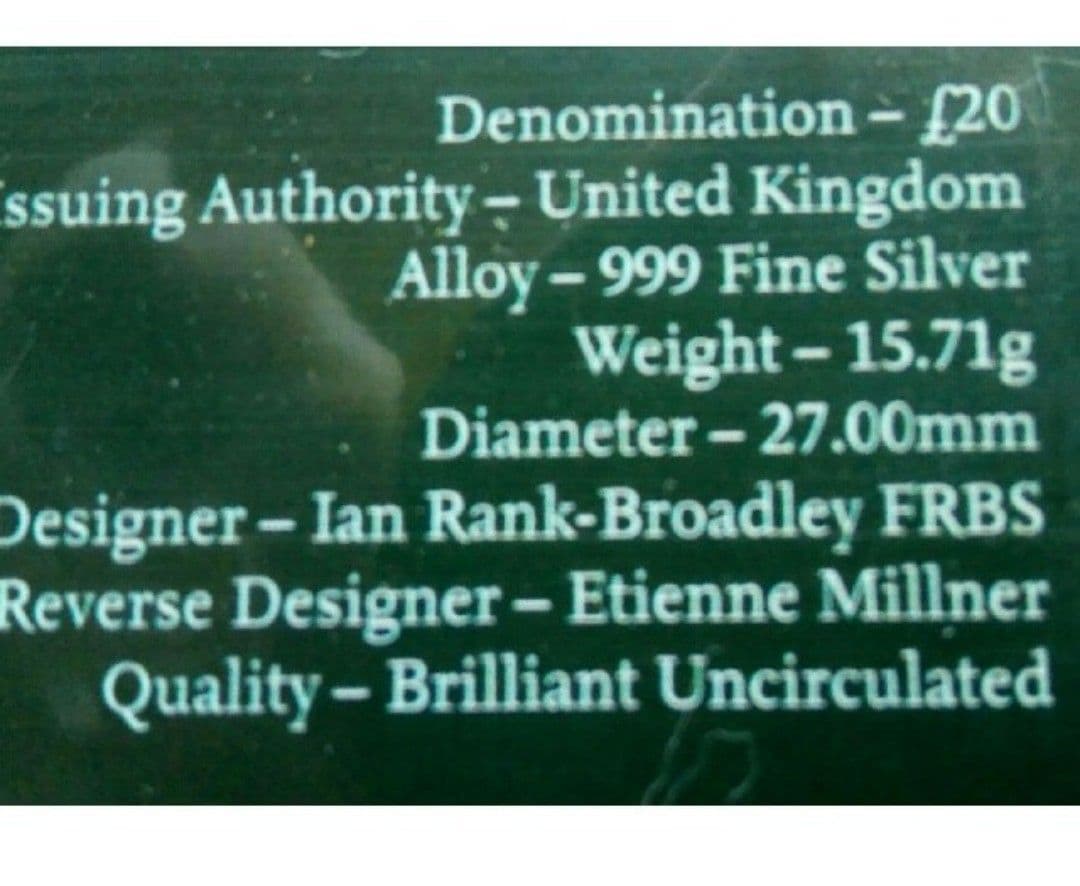 Denomination – £20
Issuing Authority – United Kingdom
Alloy – 999 Fine Silver
Weight – 15.71g
Diameter – 27.00mm
Designer – Ian Rank-Broadley FRBS
Reverse Designer – Etienne Millner
Quality – Brilliant Uncirculated